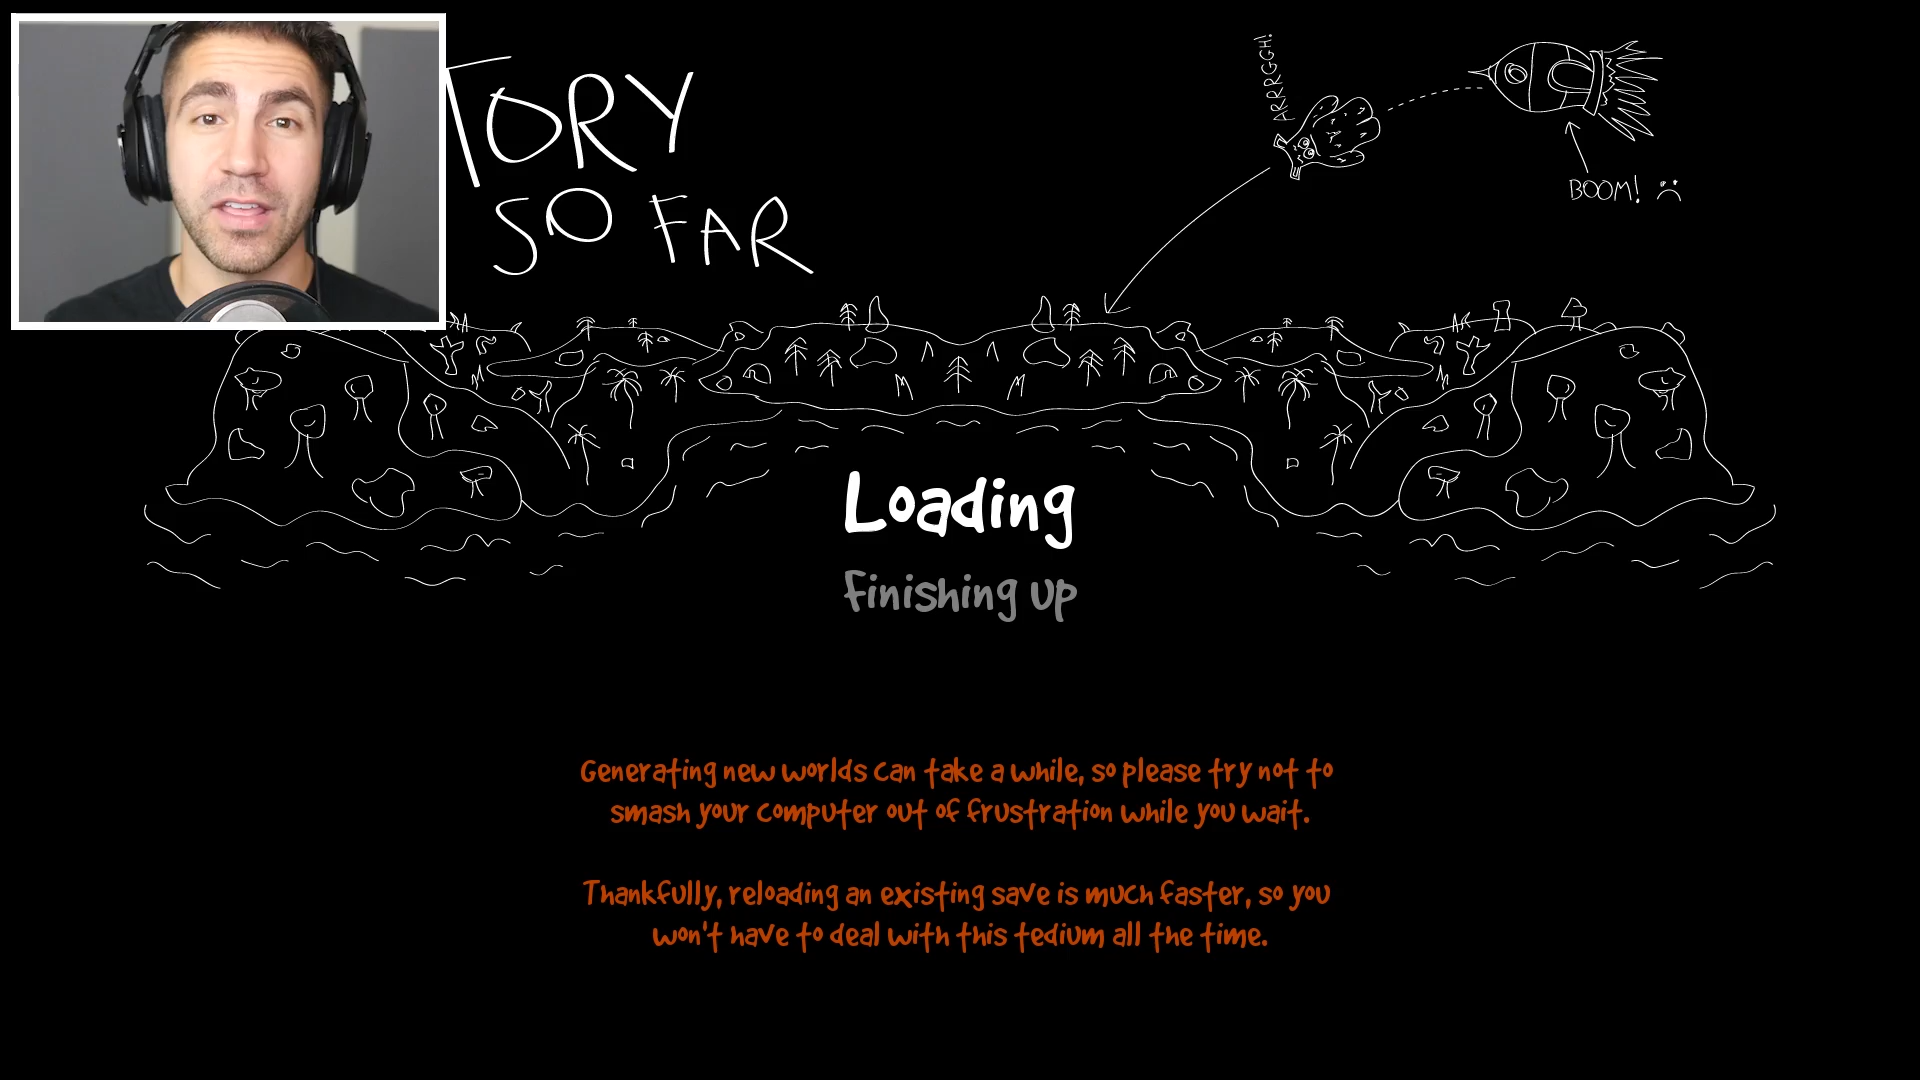 TORY
SO FAR
ARRRGGH!
BOOM!
Loading
Finishing up
Generating new worlds can take a while, so please try not to
smash your computer out of frustration while you wait.
Thankfully, reloading an existing save is much faster, so you
won't have to deal with this tedium all the time.